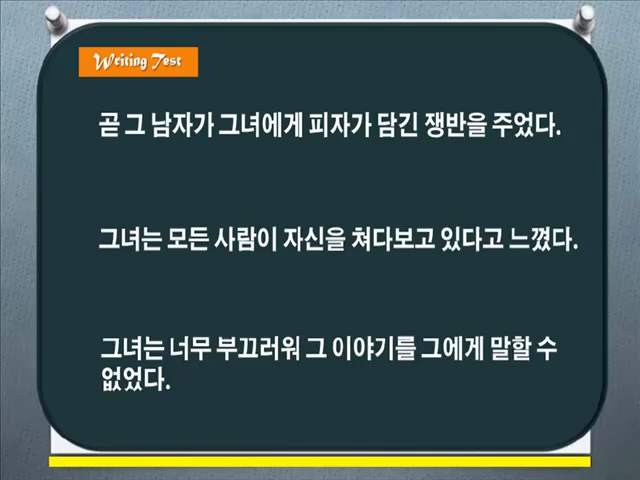 Writing Test
곧 그 남자가 그녀에게 피자가 담긴 쟁반을 주었다.
그녀는 모든 사람이 자신을 쳐다보고 있다고 느꼈다.
그녀는 너무 부끄러워 그 이야기를 그에게 말할 수
없었다.